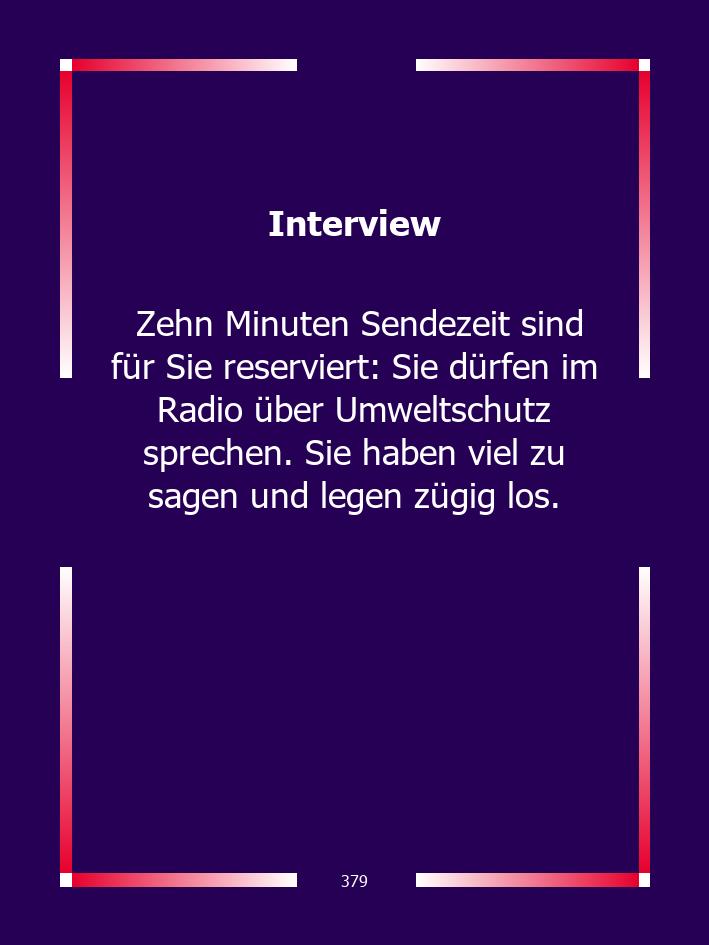 Interview
Zehn Minuten Sendezeit sind
für Sie reserviert: Sie dürfen im
Radio über Umweltschutz
sprechen. Sie haben viel zu
sagen und legen zügig los.
379